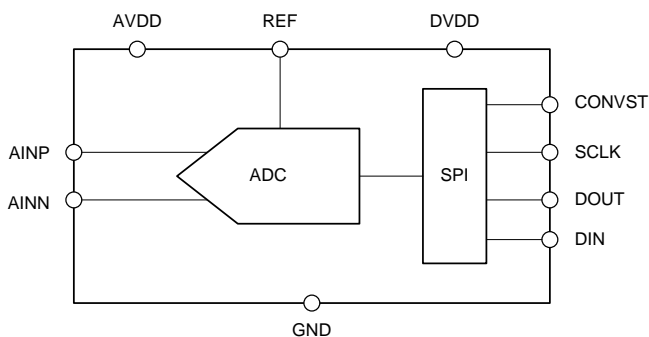 AVDD REF DVDD
CONVST
AINP
SCLK
ADC
SPI
AINN
DOUT
DIN
GND